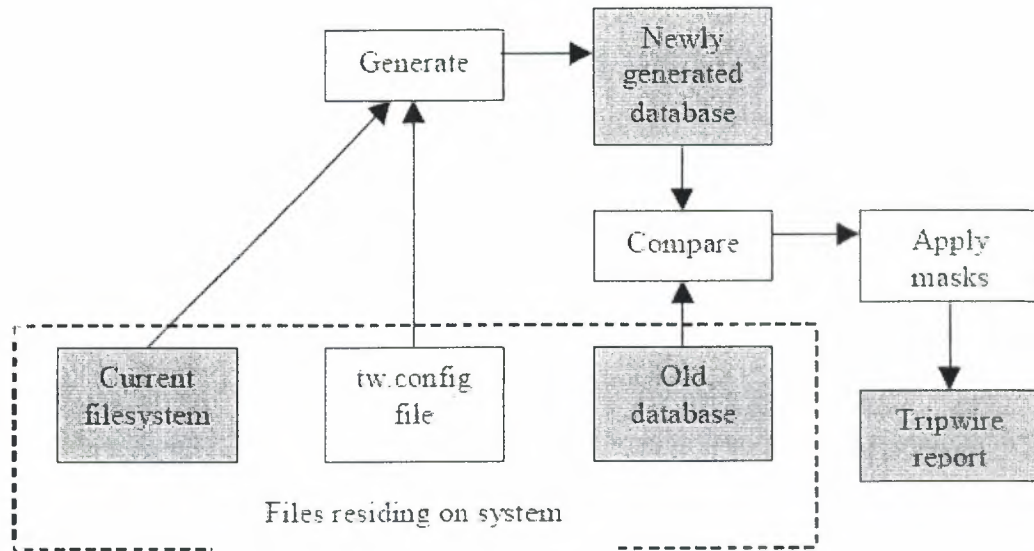 Generate
Newly
generated
database
Compare
Apply
masks
Current
filesystem
tw.config
file
Old
database
Tripwire
report
Files residing on system